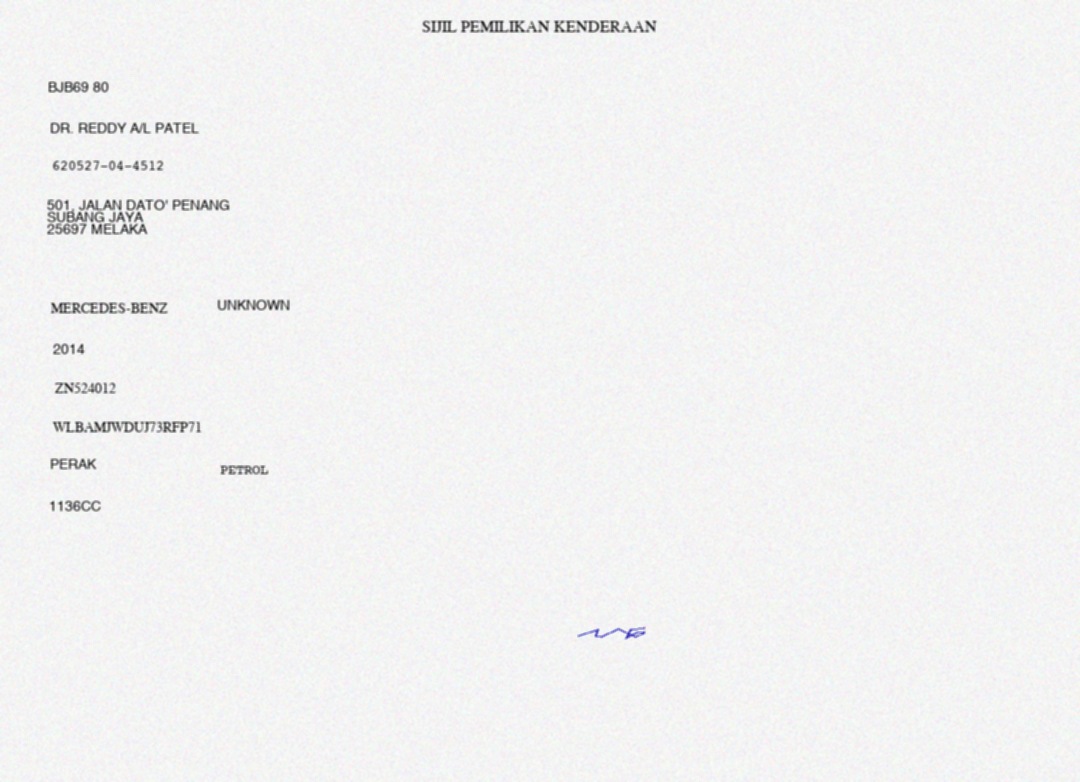 SIJIL PEMILIKAN KENDERAAN
BJB69 80
DR. REDDY A/L PATEL
620527-04-4512
501, JALAN DATO' PENANG
SUBANG JAYA
25697 MELAKA
MERCEDES-BENZ UNKNOWN
2014
ZN524012
WLBAMJWDUJ73RFP71
PERAK PETROL
1136CC